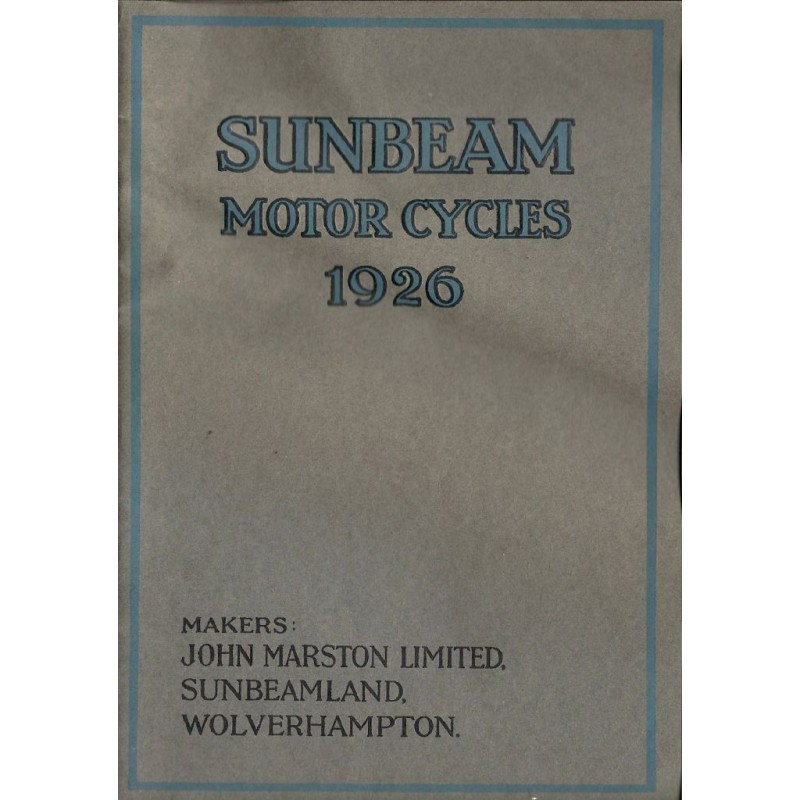 SUNBEAM
MOTOR CYCLES
1926
MAKERS:
JOHN MARSTON LIMITED,
SUNBEAMLAND,
WOLVERHAMPTON.